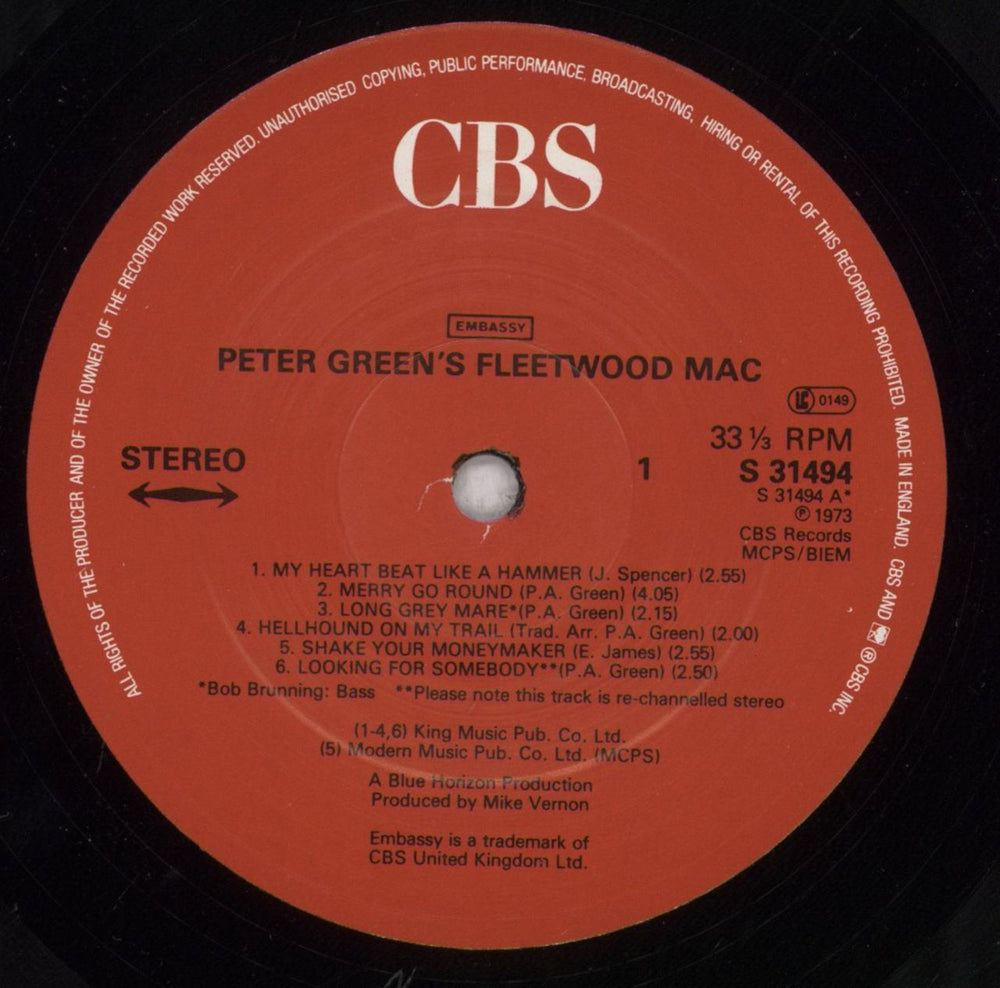 ALL RIGHTS OF THE PRODUCER AND OF THE OWNER OF THE RECORDED WORK RESERVED. UNAUTHORISED COPYING, PUBLIC PERFORMANCE, BROADCASTING, HIRING OR RENTAL OF THIS RECORDING PROHIBITED. MADE IN ENGLAND. CBS AND ® CBS INC.
CBS
EMBASSY
PETER GREEN'S FLEETWOOD MAC
LC 0149
STEREO
1
33 ⅓ RPM
S 31494
S 31494 A*
℗ 1973
CBS Records
MCPS/BIEM
1. MY HEART BEAT LIKE A HAMMER (J. Spencer) (2.55)
2. MERRY GO ROUND (P.A. Green) (4.05)
3. LONG GREY MARE*(P.A. Green) (2.15)
4. HELLHOUND ON MY TRAIL (Trad. Arr. P.A. Green) (2.00)
5. SHAKE YOUR MONEYMAKER (E. James) (2.55)
6. LOOKING FOR SOMEBODY**(P.A. Green) (2.50)
*Bob Brunning: Bass **Please note this track is re-channelled stereo
(1-4,6) King Music Pub. Co. Ltd.
(5) Modern Music Pub. Co. Ltd. (MCPS)
A Blue Horizon Production
Produced by Mike Vernon
Embassy is a trademark of
CBS United Kingdom Ltd.